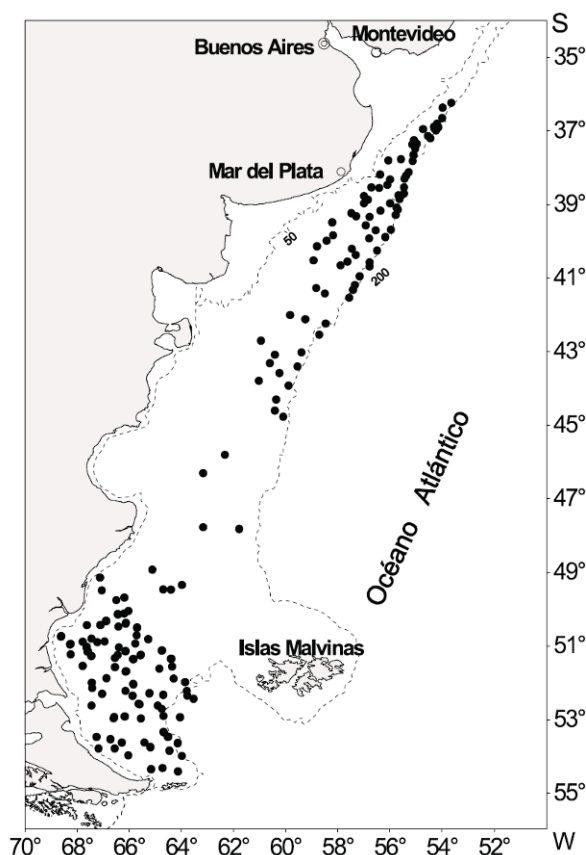 S
Montevideo
Buenos Aires
35°
37°
Mar del Plata
39°
50
200
41°
43°
45°
47°
Océano Atlántico
49°
Islas Malvinas
51°
53°
55°
W
70° 68° 66° 64° 62° 60° 58° 56° 54° 52°